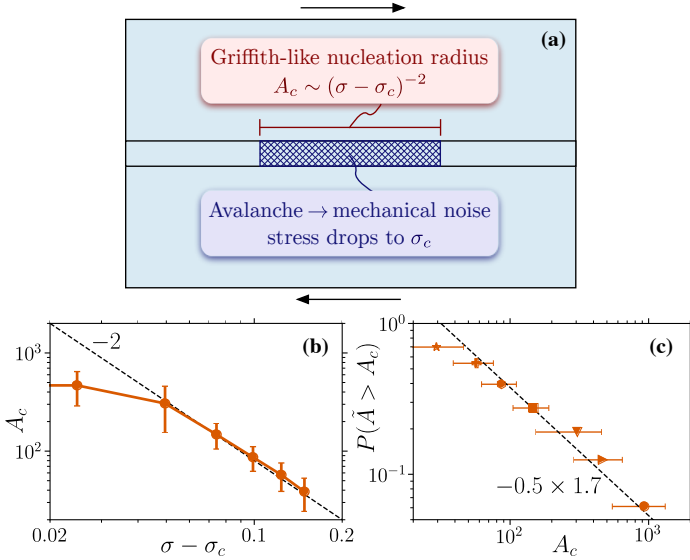 (a)
Griffith-like nucleation radius
A_c ∼ (σ − σ_c)^−2
Avalanche → mechanical noise
stress drops to σ_c
(b)
−2
10^3
10^2
A_c
0.02
0.1
0.2
σ − σ_c
(c)
10^0
10^−1
P(Ã > A_c)
−0.5 × 1.7
10^2
10^3
A_c